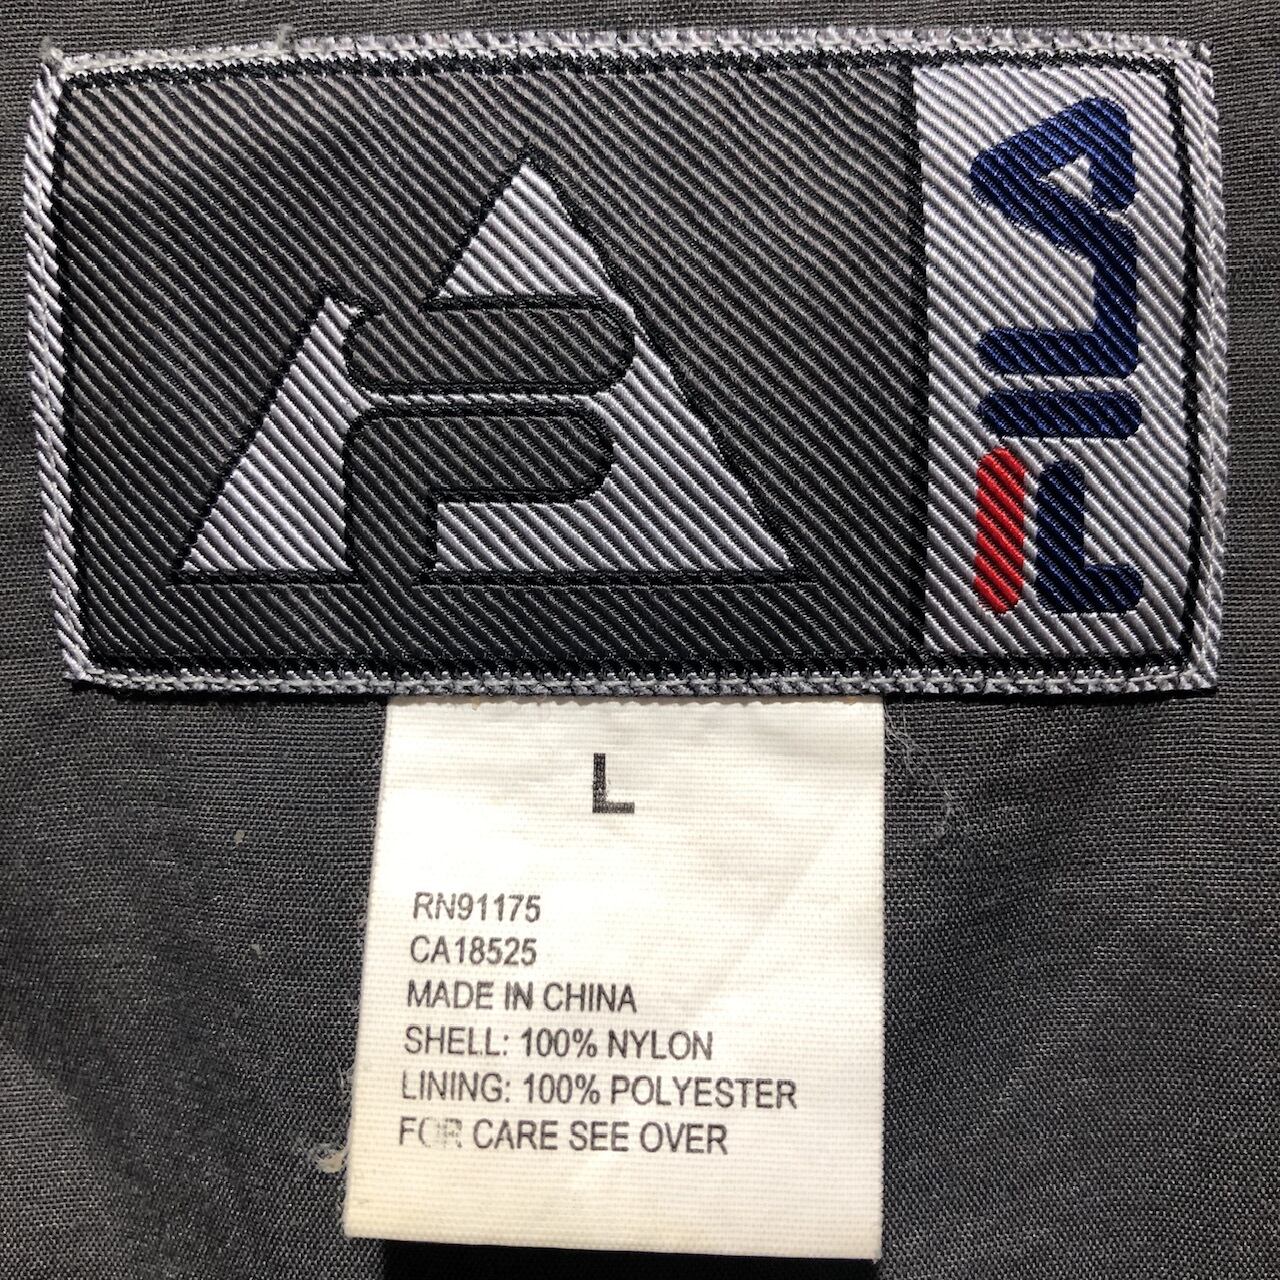 FILA
L
RN91175
CA18525
MADE IN CHINA
SHELL: 100% NYLON
LINING: 100% POLYESTER
FOR CARE SEE OVER